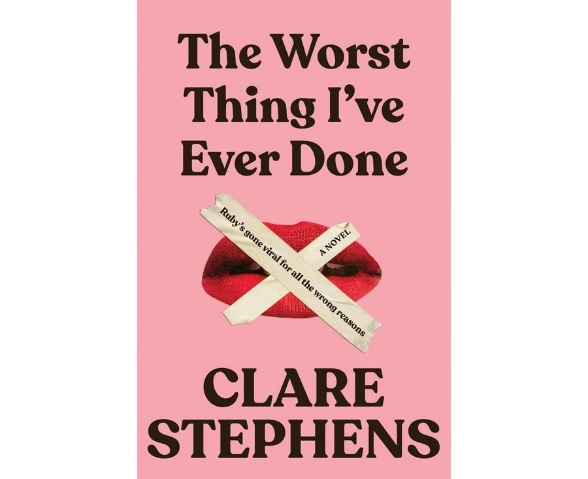 The Worst
Thing I've
Ever Done
Ruby's gone viral for all the wrong reasons
A NOVEL
CLARE
STEPHENS